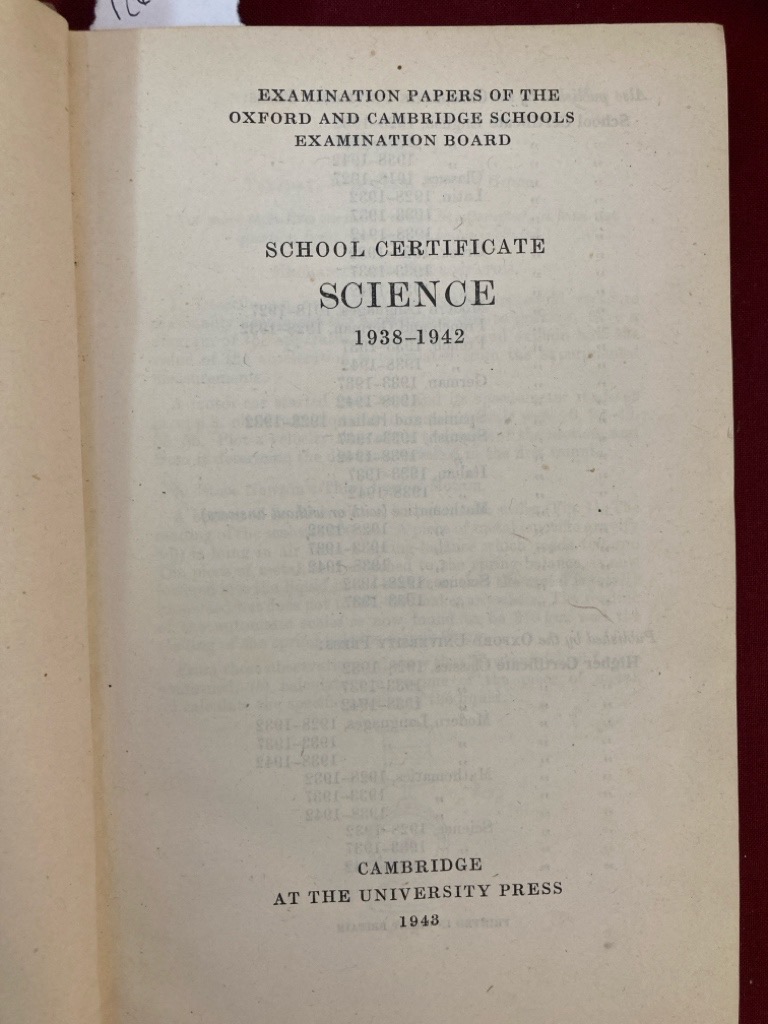 EXAMINATION PAPERS OF THE
OXFORD AND CAMBRIDGE SCHOOLS
EXAMINATION BOARD
SCHOOL CERTIFICATE
SCIENCE
1938–1942
CAMBRIDGE
AT THE UNIVERSITY PRESS
1943